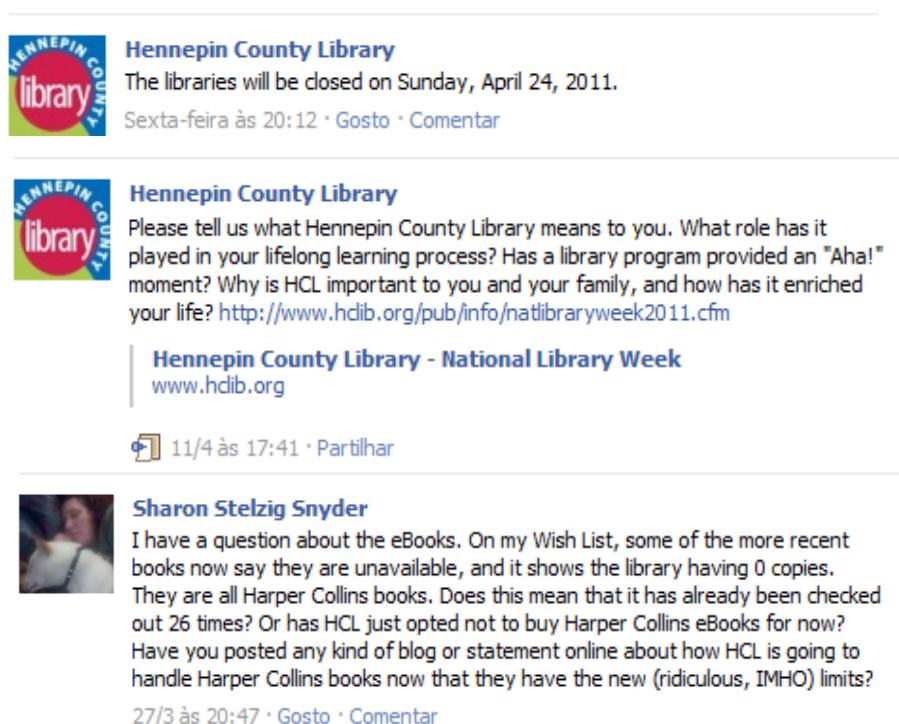 HENNEPIN COUNTY
library
Hennepin County Library
The libraries will be closed on Sunday, April 24, 2011.
Sexta-feira às 20:12 · Gosto · Comentar
HENNEPIN COUNTY
library
Hennepin County Library
Please tell us what Hennepin County Library means to you. What role has it
played in your lifelong learning process? Has a library program provided an "Aha!"
moment? Why is HCL important to you and your family, and how has it enriched
your life? http://www.hclib.org/pub/info/natlibraryweek2011.cfm
Hennepin County Library - National Library Week
www.hclib.org
11/4 às 17:41 · Partilhar
Sharon Stelzig Snyder
I have a question about the eBooks. On my Wish List, some of the more recent
books now say they are unavailable, and it shows the library having 0 copies.
They are all Harper Collins books. Does this mean that it has already been checked
out 26 times? Or has HCL just opted not to buy Harper Collins eBooks for now?
Have you posted any kind of blog or statement online about how HCL is going to
handle Harper Collins books now that they have the new (ridiculous, IMHO) limits?
27/3 às 20:47 · Gosto · Comentar